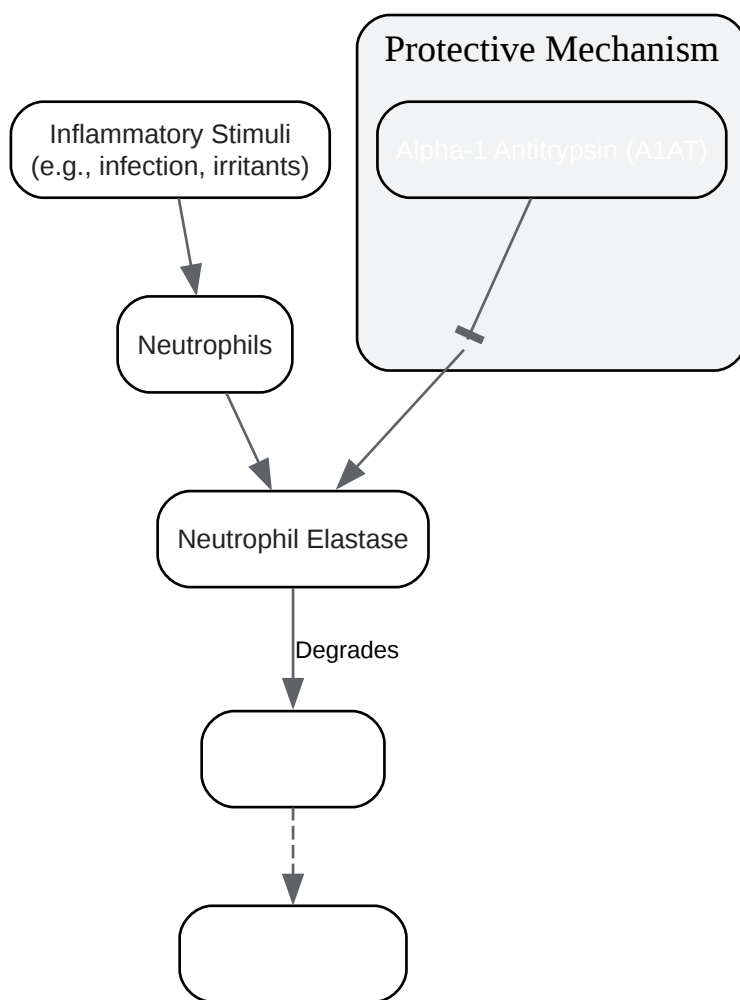 Protective Mechanism
Inflammatory Stimuli
(e.g., infection, irritants)
Alpha-1 Antitrypsin (A1AT)
Neutrophils
Neutrophil Elastase
Degrades